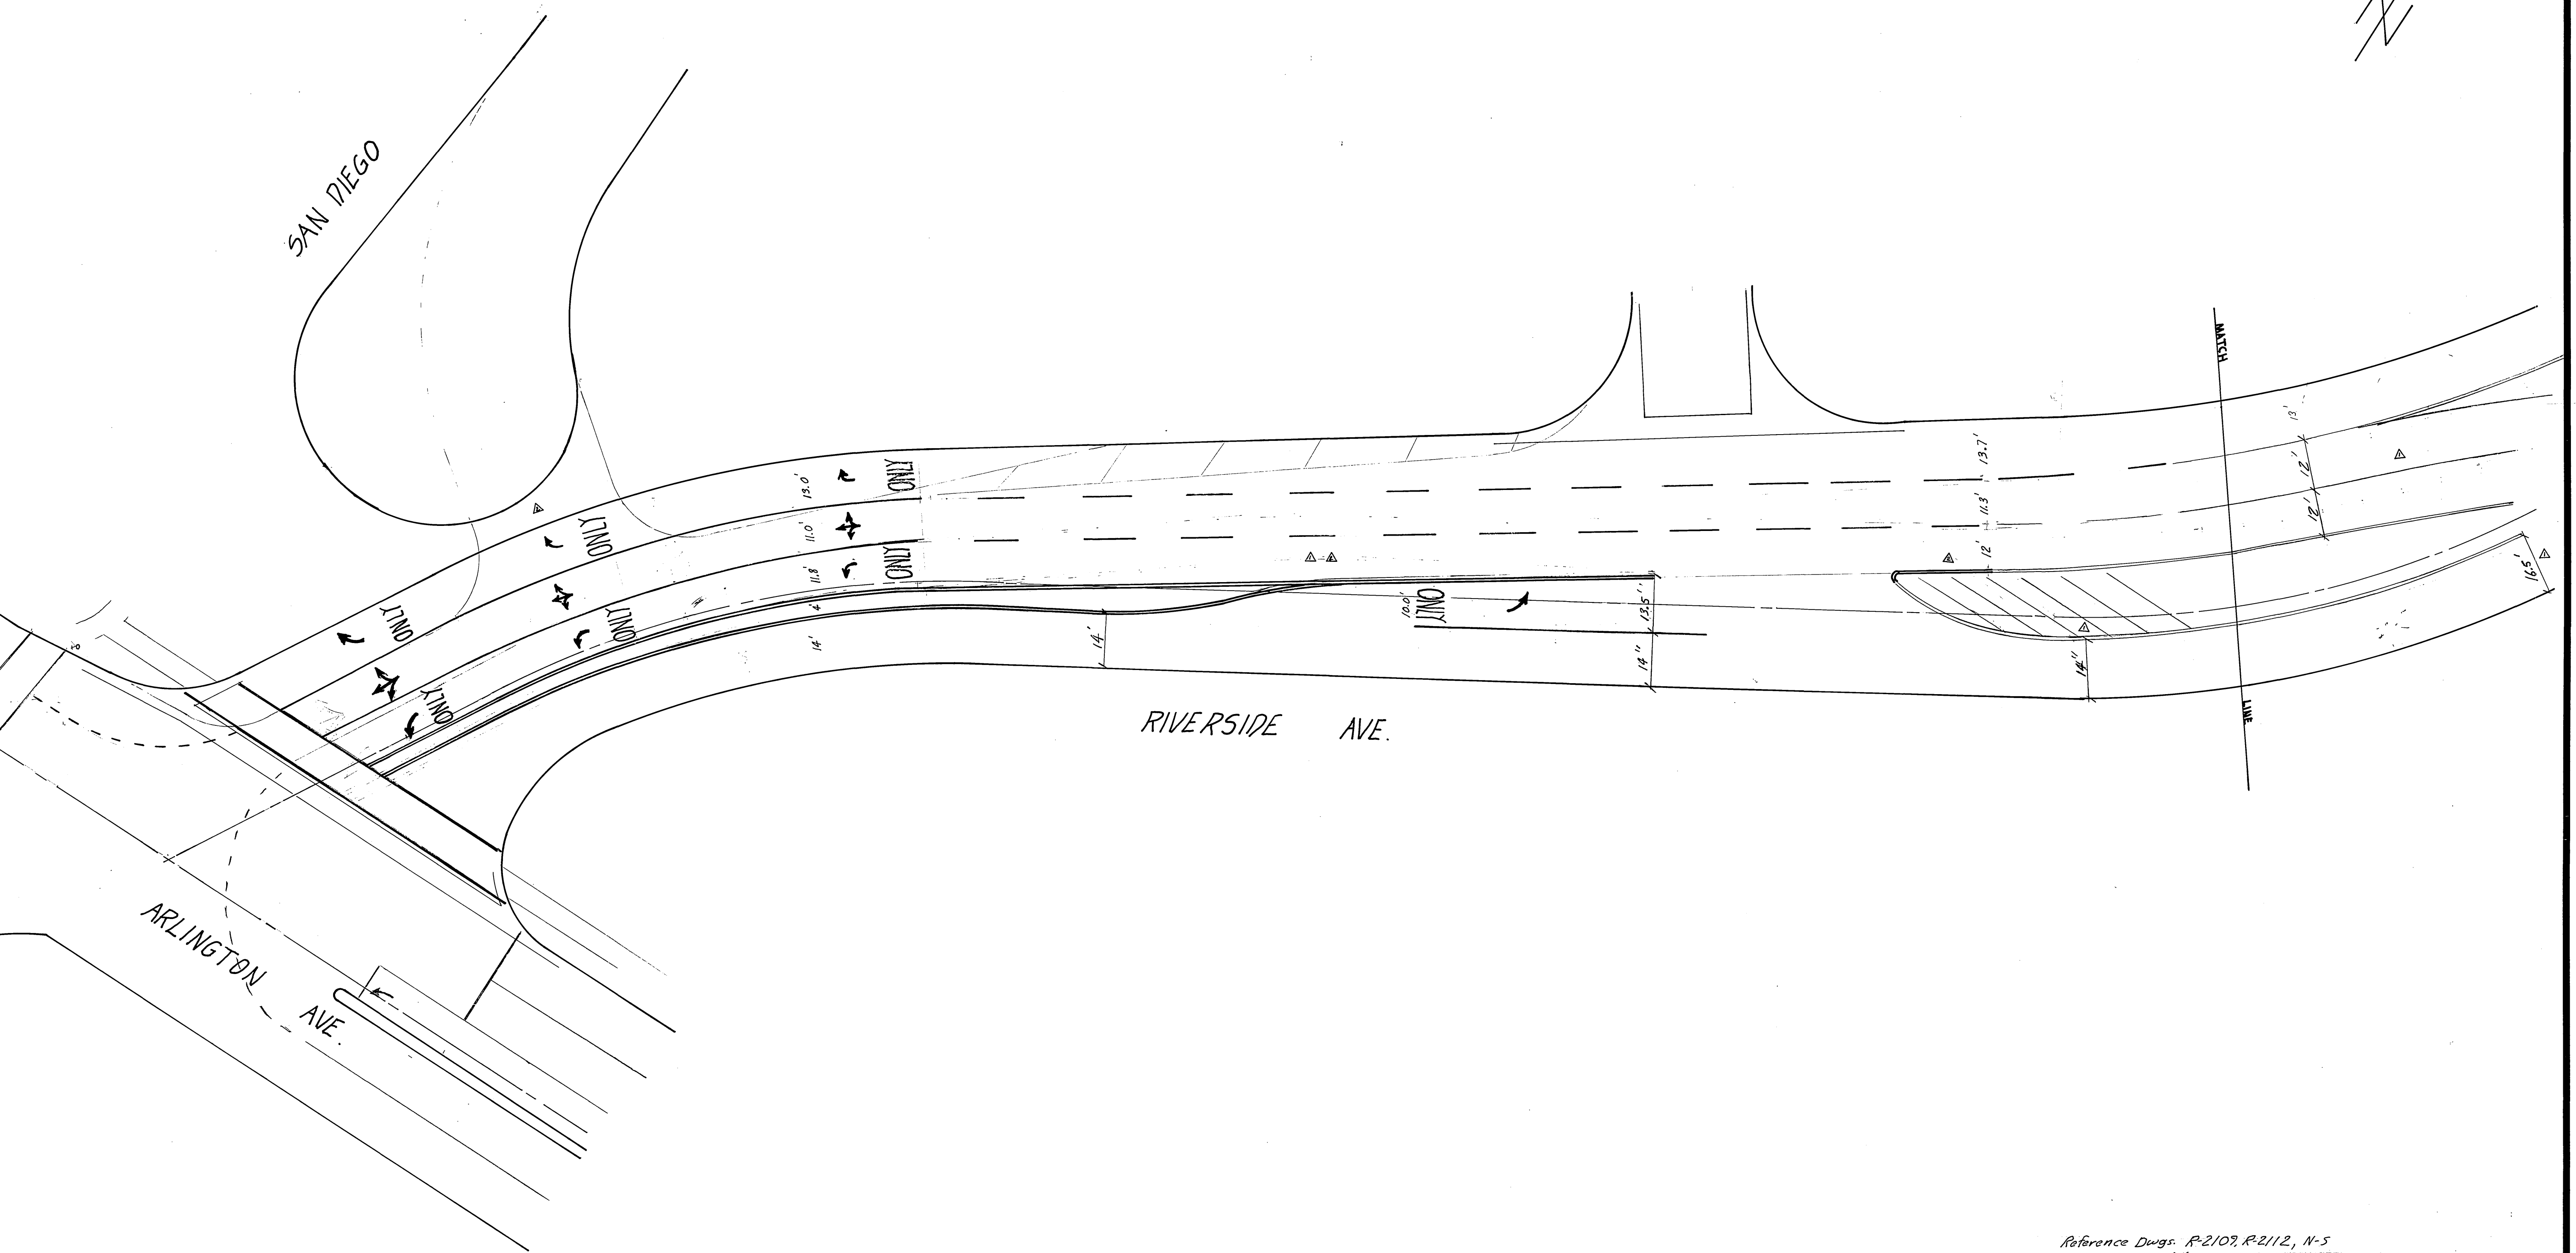 SAN DIEGO
MATCH
13.0'
ONLY
13.7'
13'
12'
ONLY
11.0'
11.3'
12'
11.8'
ONLY
12'
16.5'
ONLY
ONLY
4'
14'
14'
10.0'
ONLY
13.5'
14"
14"
ONLY
RIVERSIDE AVE.
LINE
ARLINGTON AVE.
Reference Dwgs. R-2109, R-2112, N-5